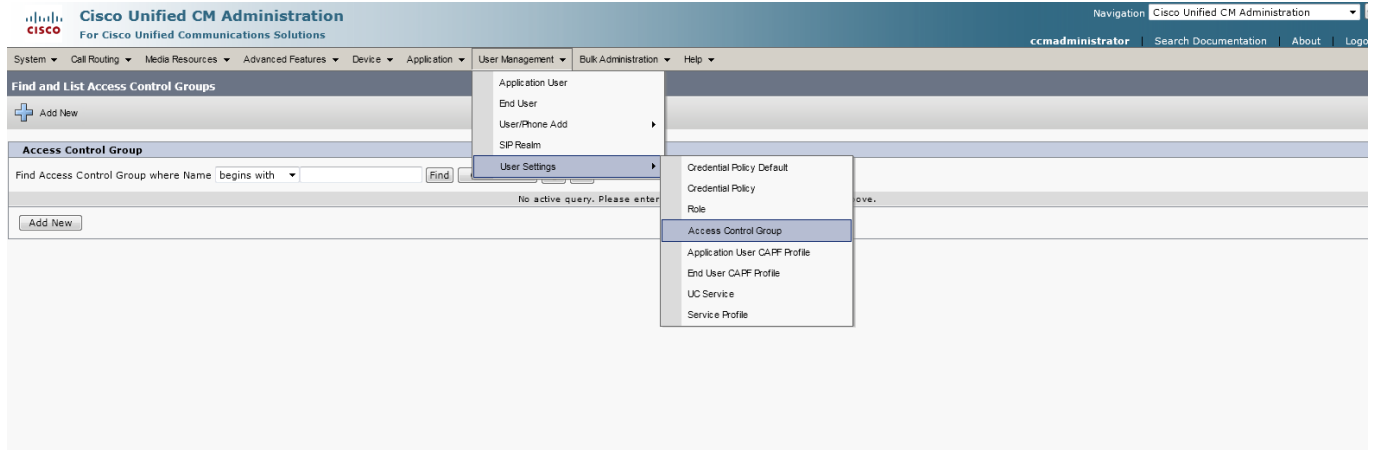 Cisco Unified CM Administration
CISCO
For Cisco Unified Communications Solutions
Navigation Cisco Unified CM Administration
ccmadministrator Search Documentation About Logo
System Call Routing Media Resources Advanced Features Device Application User Management Bulk Administration Help
Find and List Access Control Groups
Add New
Application User
End User
User/Phone Add
SIP Realm
User Settings
Credential Policy Default
Credential Policy
Role
Access Control Group
Application User CAPF Profile
End User CAPF Profile
UC Service
Service Profile
Access Control Group
Find Access Control Group where Name begins with Find
No active query. Please enter ove.
Add New